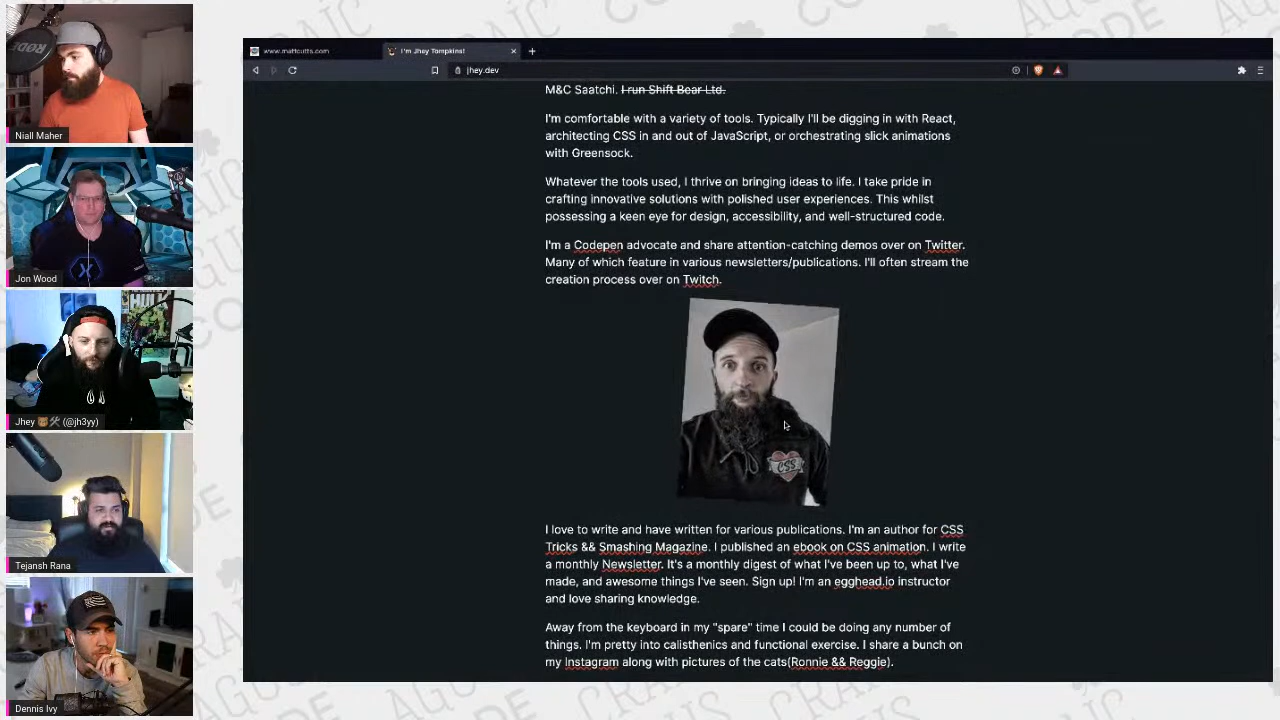 Niall Maher
Jon Wood
Jhey 🐻🛠 (@jh3yy)
Tejansh Rana
Dennis Ivy
www.mattcutts.com
I'm Jhey Tompkins!
jhey.dev
M&C Saatchi. I run Shift Bear Ltd.
I'm comfortable with a variety of tools. Typically I'll be digging in with React,
architecting CSS in and out of JavaScript, or orchestrating slick animations
with Greensock.
Whatever the tools used, I thrive on bringing ideas to life. I take pride in
crafting innovative solutions with polished user experiences. This whilst
possessing a keen eye for design, accessibility, and well-structured code.
I'm a Codepen advocate and share attention-catching demos over on Twitter.
Many of which feature in various newsletters/publications. I'll often stream the
creation process over on Twitch.
CSS
I love to write and have written for various publications. I'm an author for CSS
Tricks && Smashing Magazine. I published an ebook on CSS animation. I write
a monthly Newsletter. It's a monthly digest of what I've been up to, what I've
made, and awesome things I've seen. Sign up! I'm an egghead.io instructor
and love sharing knowledge.
Away from the keyboard in my "spare" time I could be doing any number of
things. I'm pretty into calisthenics and functional exercise. I share a bunch on
my Instagram along with pictures of the cats(Ronnie && Reggie).